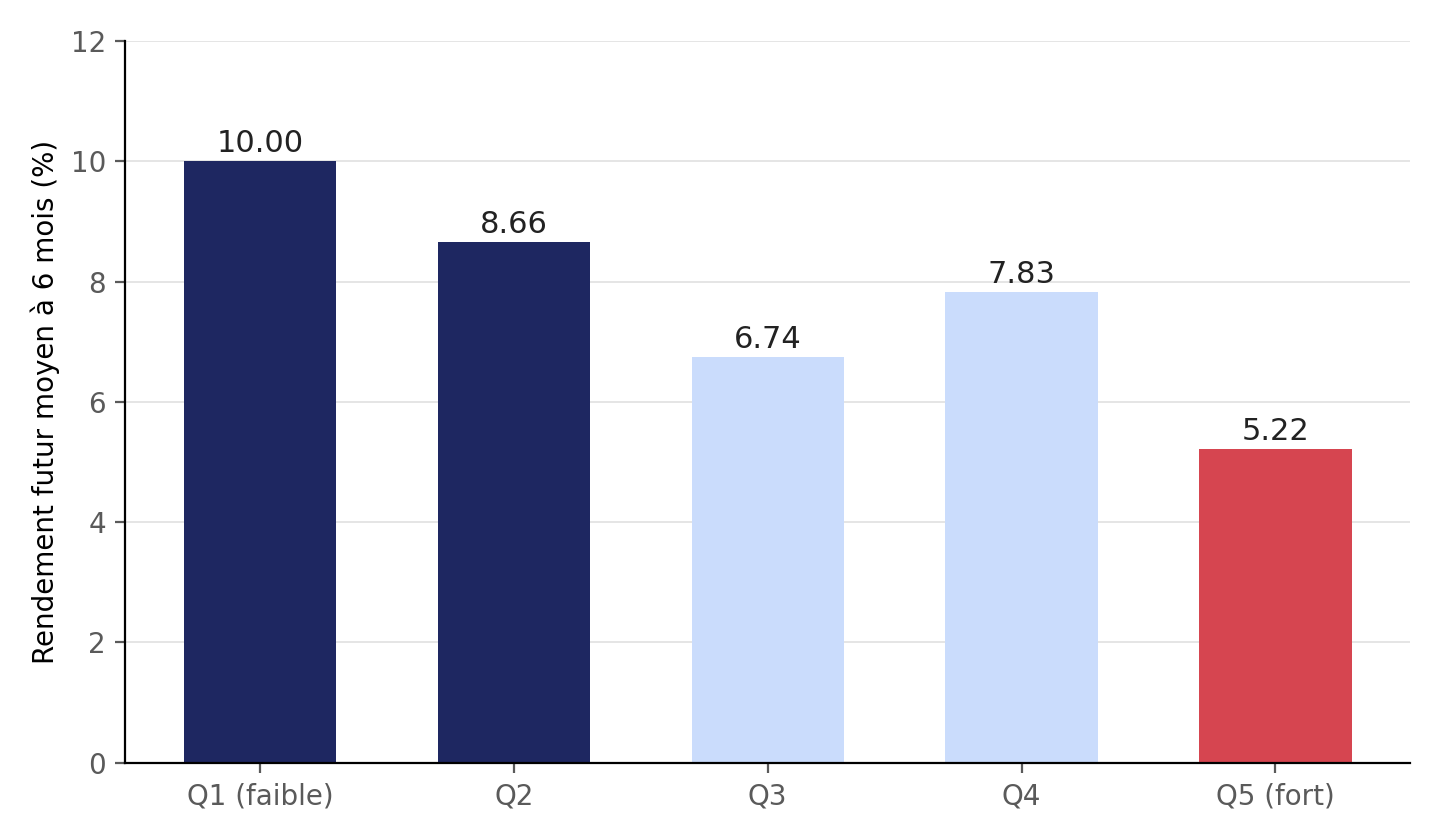 Rendement futur moyen à 6 mois (%)
12
10
8
6
4
2
0
10.00
8.66
6.74
7.83
5.22
Q1 (faible)
Q2
Q3
Q4
Q5 (fort)